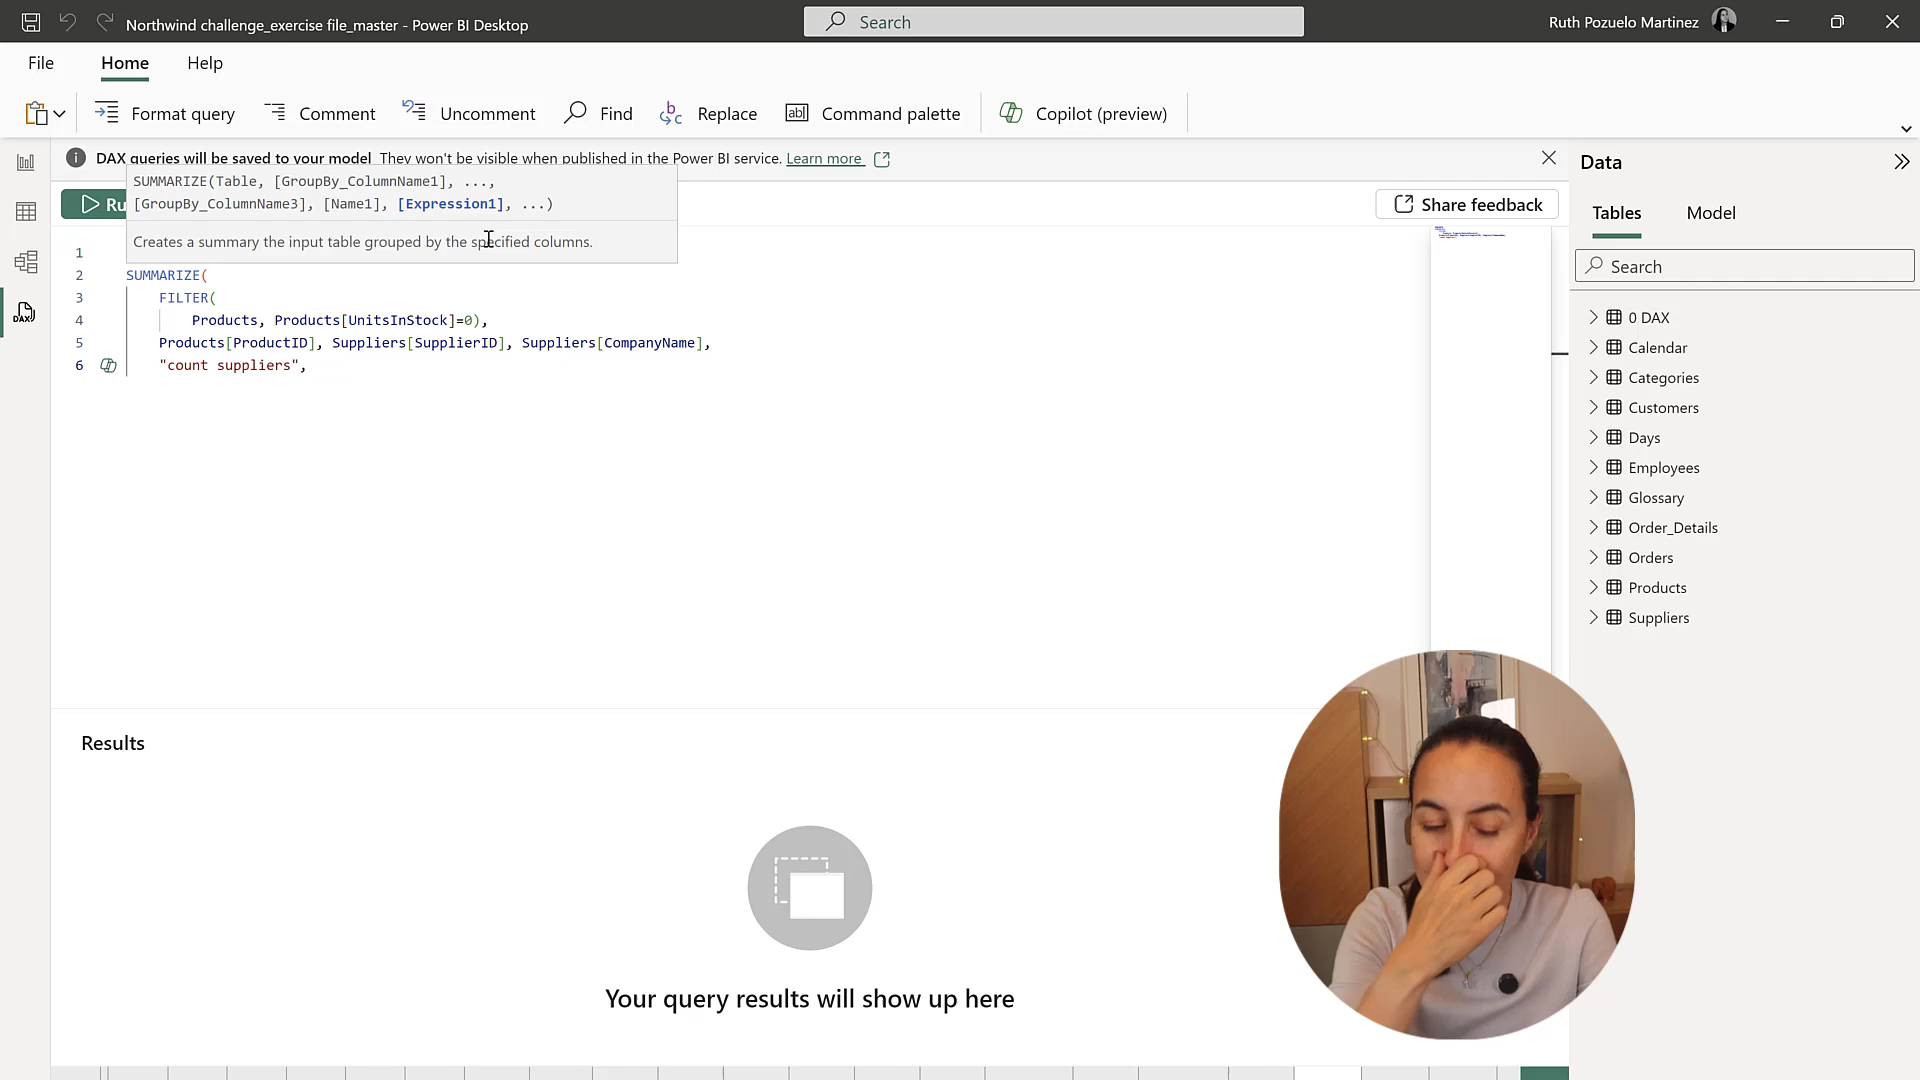 Northwind challenge_exercise file_master - Power BI Desktop
Search
Ruth Pozuelo Martinez
File
Home
Help
Format query
Comment
Uncomment
Find
Replace
Command palette
Copilot (preview)
DAX queries will be saved to your model They won't be visible when published in the Power BI service. Learn more
SUMMARIZE(Table, [GroupBy_ColumnName1], ...,
[GroupBy_ColumnName3], [Name1], [Expression1], ...)
Creates a summary the input table grouped by the specified columns.
Ru
Share feedback
1
2 SUMMARIZE(
3 FILTER(
4 Products, Products[UnitsInStock]=0),
5 Products[ProductID], Suppliers[SupplierID], Suppliers[CompanyName],
6 "count suppliers",
Results
Your query results will show up here
Data
Tables
Model
Search
0 DAX
Calendar
Categories
Customers
Days
Employees
Glossary
Order_Details
Orders
Products
Suppliers
DAX